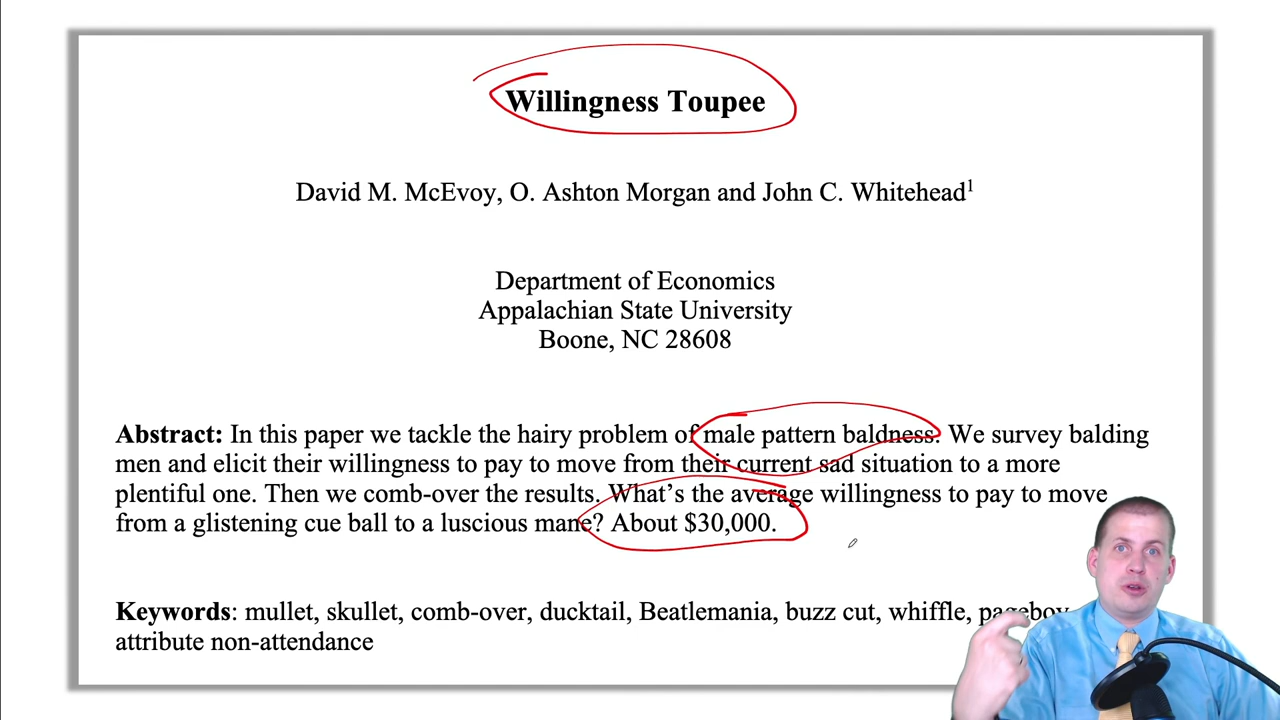 Willingness Toupee
David M. McEvoy, O. Ashton Morgan and John C. Whitehead¹
Department of Economics
Appalachian State University
Boone, NC 28608
Abstract: In this paper we tackle the hairy problem of male pattern baldness. We survey balding
men and elicit their willingness to pay to move from their current sad situation to a more
plentiful one. Then we comb-over the results. What's the average willingness to pay to move
from a glistening cue ball to a luscious mane? About $30,000.
Keywords: mullet, skullet, comb-over, ducktail, Beatlemania, buzz cut, whiffle, pageboy
attribute non-attendance